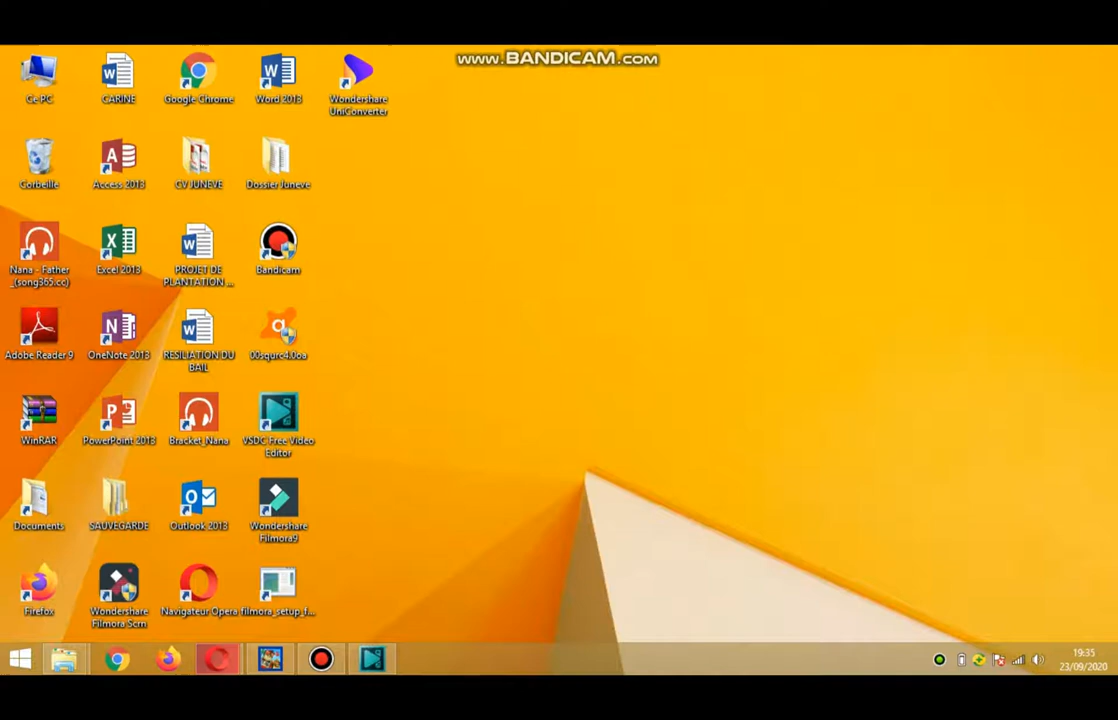 www.BANDICAM.com
Ce PC
CARINE
Google Chrome
Word 2013
Wondershare
UniConverter
Corbeille
Access 2013
CV JUNEVE
Dossier Juneve
Nana - Father
_(song365.cc)
Excel 2013
PROJET DE
PLANTATION ...
Bandicam
Adobe Reader 9
OneNote 2013
RESILIATION DU
BAIL
00squrc4.0oa
WinRAR
PowerPoint 2013
Bracket_Nana
VSDC Free Video
Editor
Documents
SAUVEGARDE
Outlook 2013
Wondershare
Filmora9
Firefox
Wondershare
Filmora Scrn
Navigateur Opera
filmora_setup_f...
19:35
23/09/2020